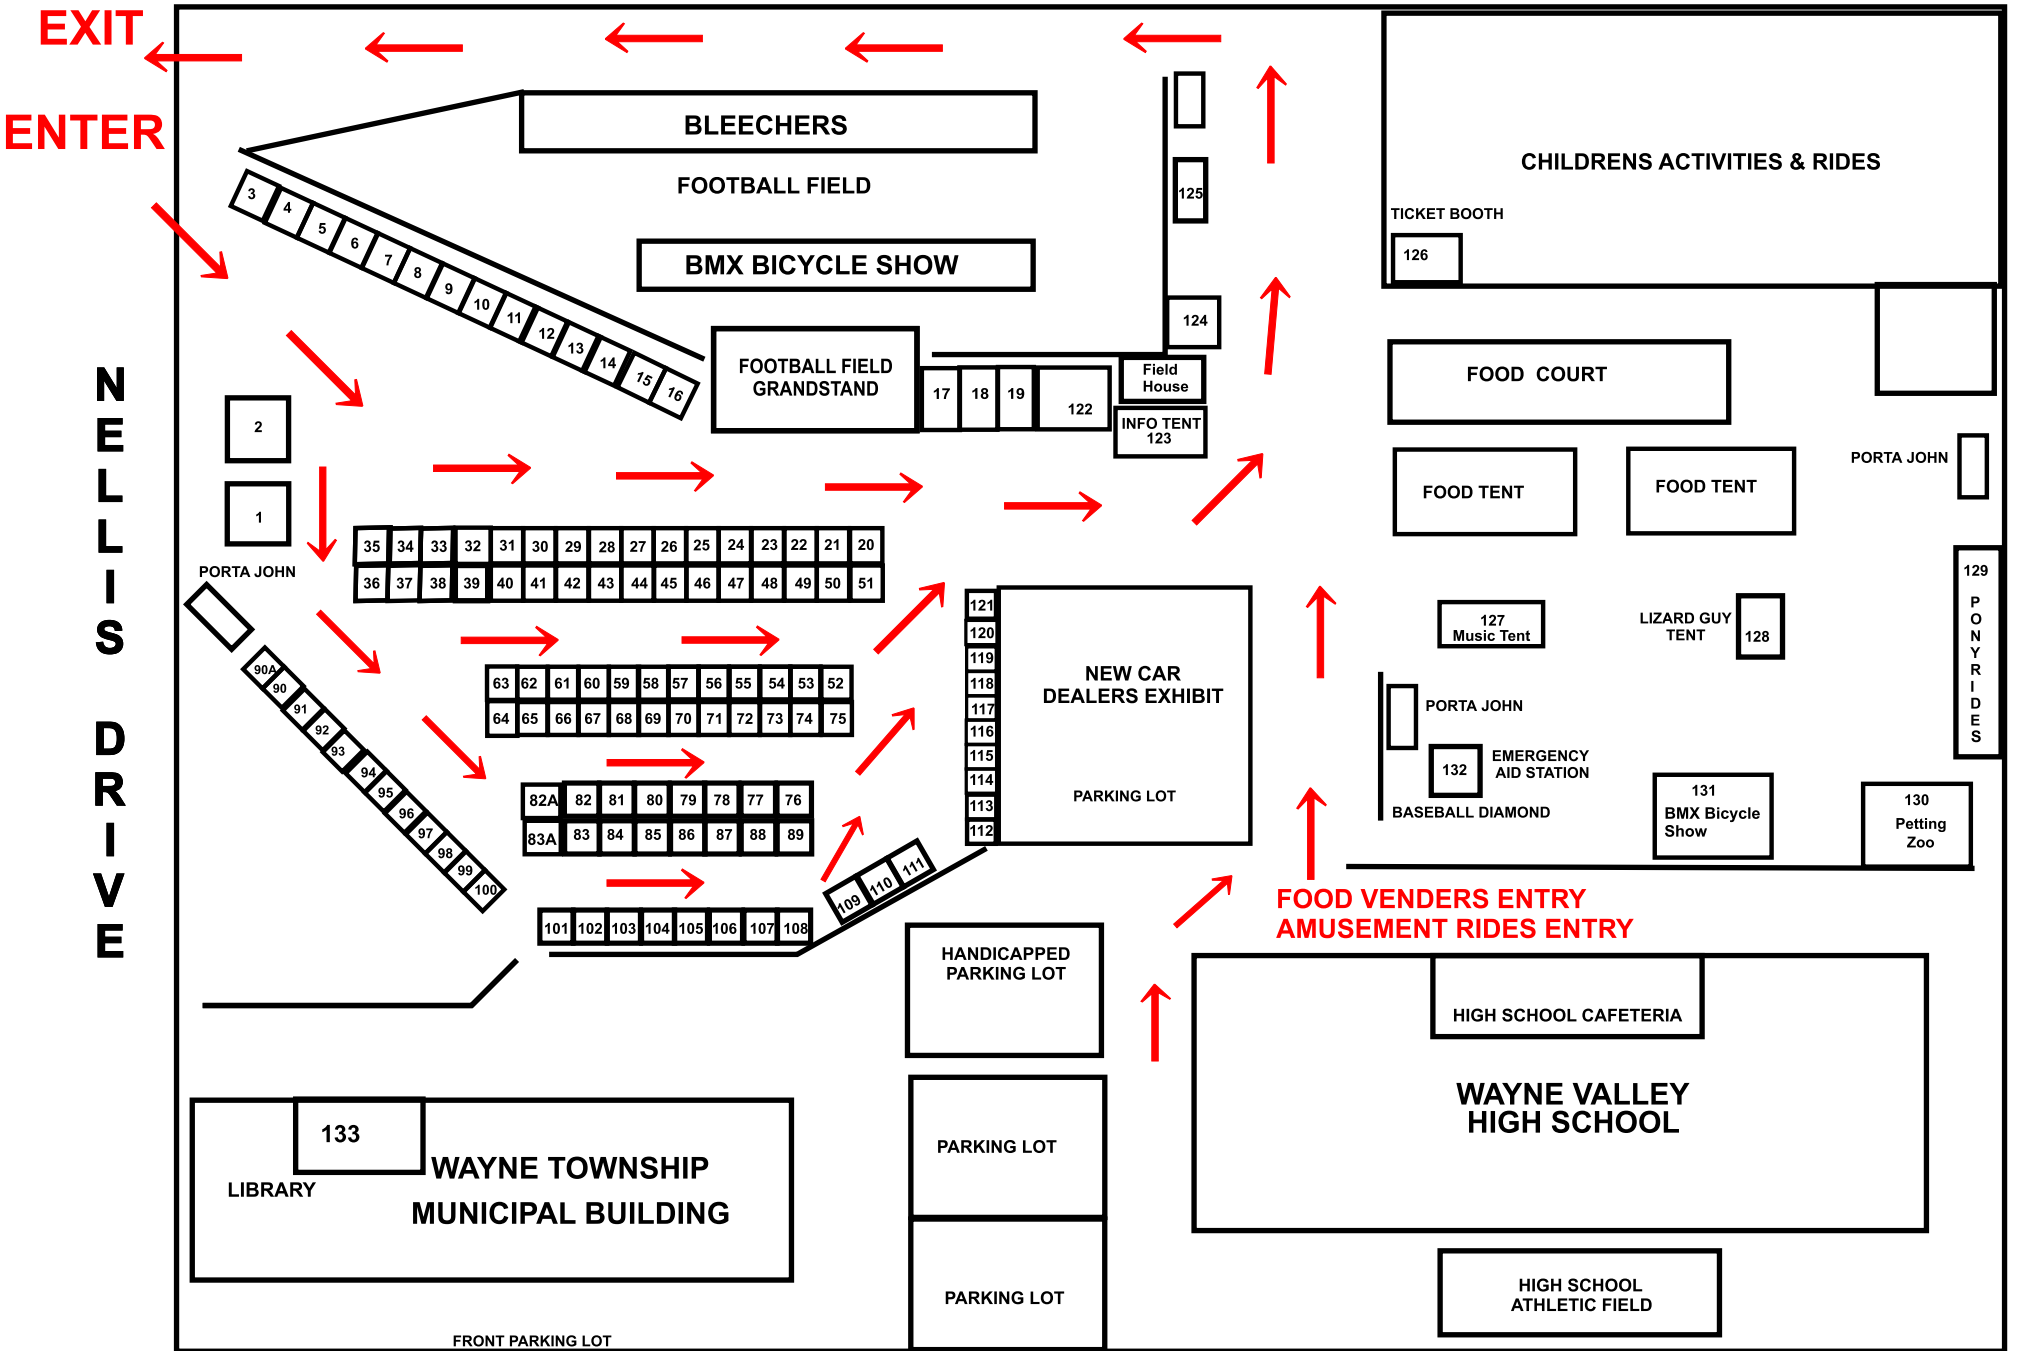 EXIT
ENTER
BLEECHERS
FOOTBALL FIELD
BMX BICYCLE SHOW
CHILDRENS ACTIVITIES & RIDES
TICKET BOOTH
126
125
124
3 4 5 6 7 8 9 10 11 12 13 14 15 16
FOOTBALL FIELD
GRANDSTAND
17 18 19 122
Field
House
INFO TENT
123
FOOD COURT
FOOD TENT
FOOD TENT
PORTA JOHN
NELLIS DRIVE
2
1
PORTA JOHN
35 34 33 32 31 30 29 28 27 26 25 24 23 22 21 20
36 37 38 39 40 41 42 43 44 45 46 47 48 49 50 51
63 62 61 60 59 58 57 56 55 54 53 52
64 65 66 67 68 69 70 71 72 73 74 75
82A 82 81 80 79 78 77 76
83A 83 84 85 86 87 88 89
90A 90 91 92 93 94 95 96 97 98 99 100
101 102 103 104 105 106 107 108
109 110 111
121
120
119
118
117
116
115
114
113
112
NEW CAR
DEALERS EXHIBIT
PARKING LOT
127
Music Tent
LIZARD GUY
TENT
128
129
PONYRIDES
PORTA JOHN
132
EMERGENCY
AID STATION
BASEBALL DIAMOND
131
BMX Bicycle
Show
130
Petting
Zoo
FOOD VENDERS ENTRY
AMUSEMENT RIDES ENTRY
HANDICAPPED
PARKING LOT
HIGH SCHOOL CAFETERIA
WAYNE VALLEY
HIGH SCHOOL
133
LIBRARY
WAYNE TOWNSHIP
MUNICIPAL BUILDING
PARKING LOT
PARKING LOT
HIGH SCHOOL
ATHLETIC FIELD
FRONT PARKING LOT